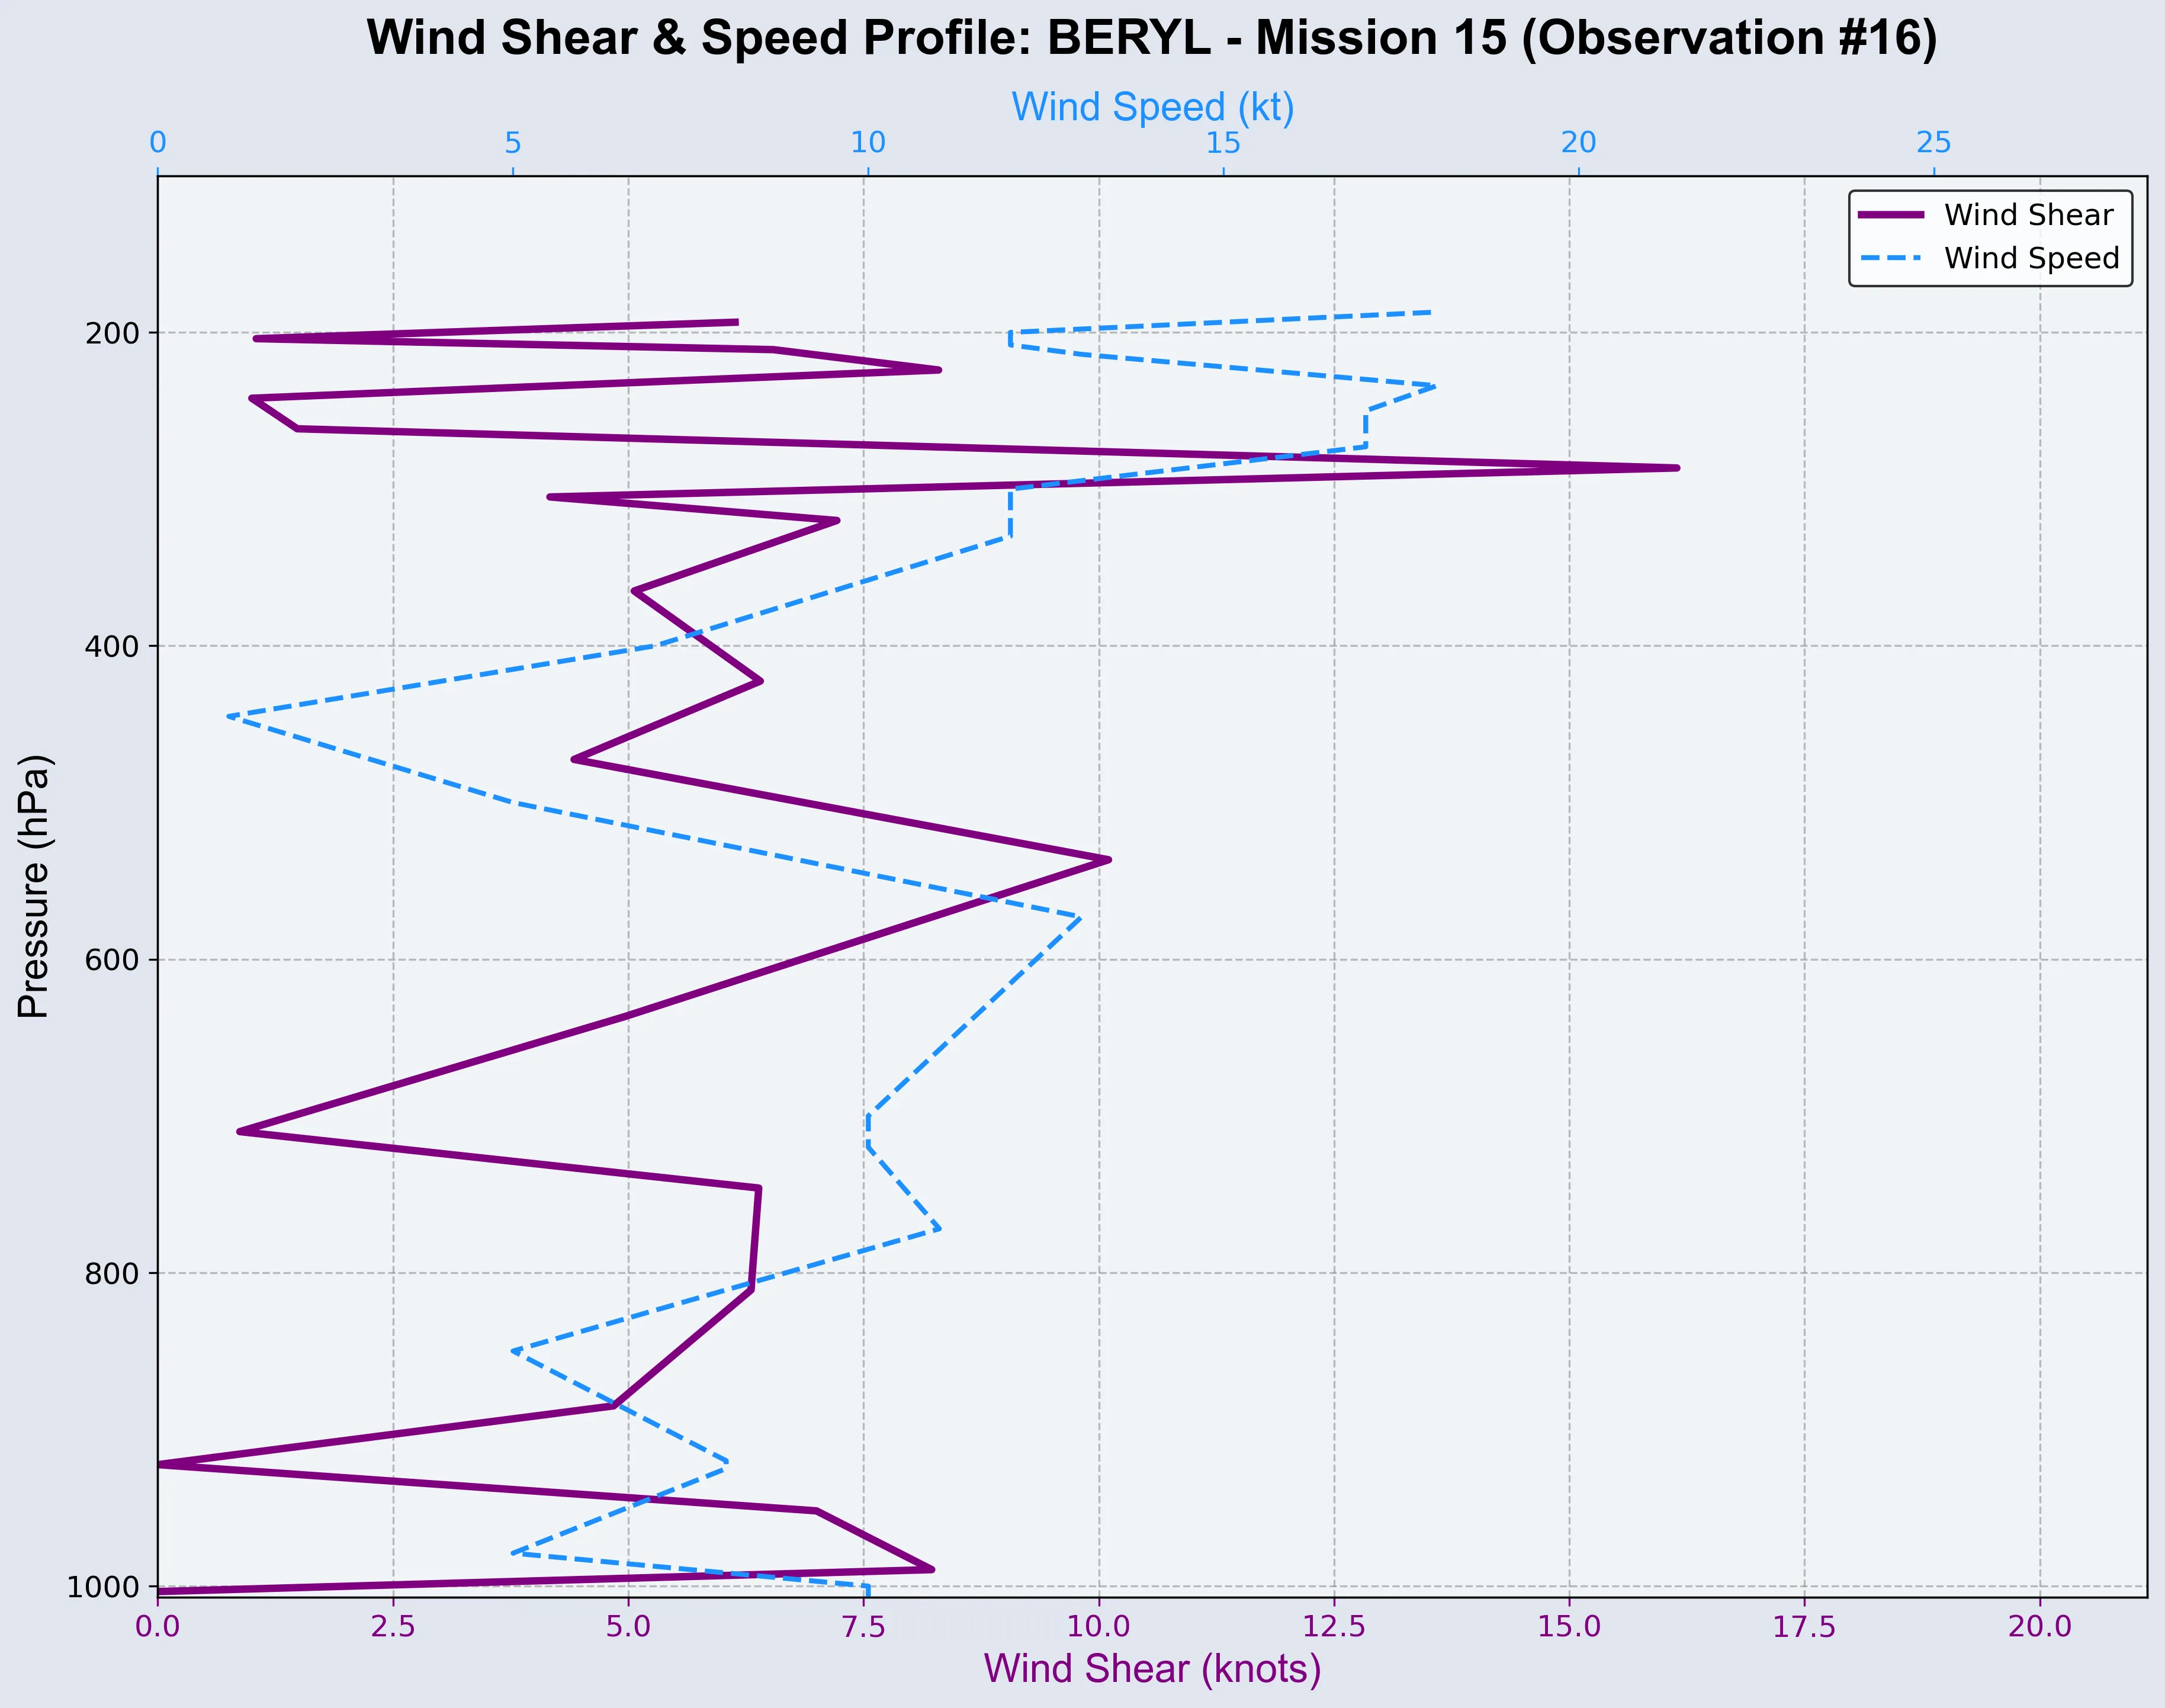 Wind Shear & Speed Profile: BERYL - Mission 15 (Observation #16)
Wind Speed (kt)
0 5 10 15 20 25
Wind Shear
Wind Speed
200
400
600
800
1000
Pressure (hPa)
0.0 2.5 5.0 7.5 10.0 12.5 15.0 17.5 20.0
Wind Shear (knots)